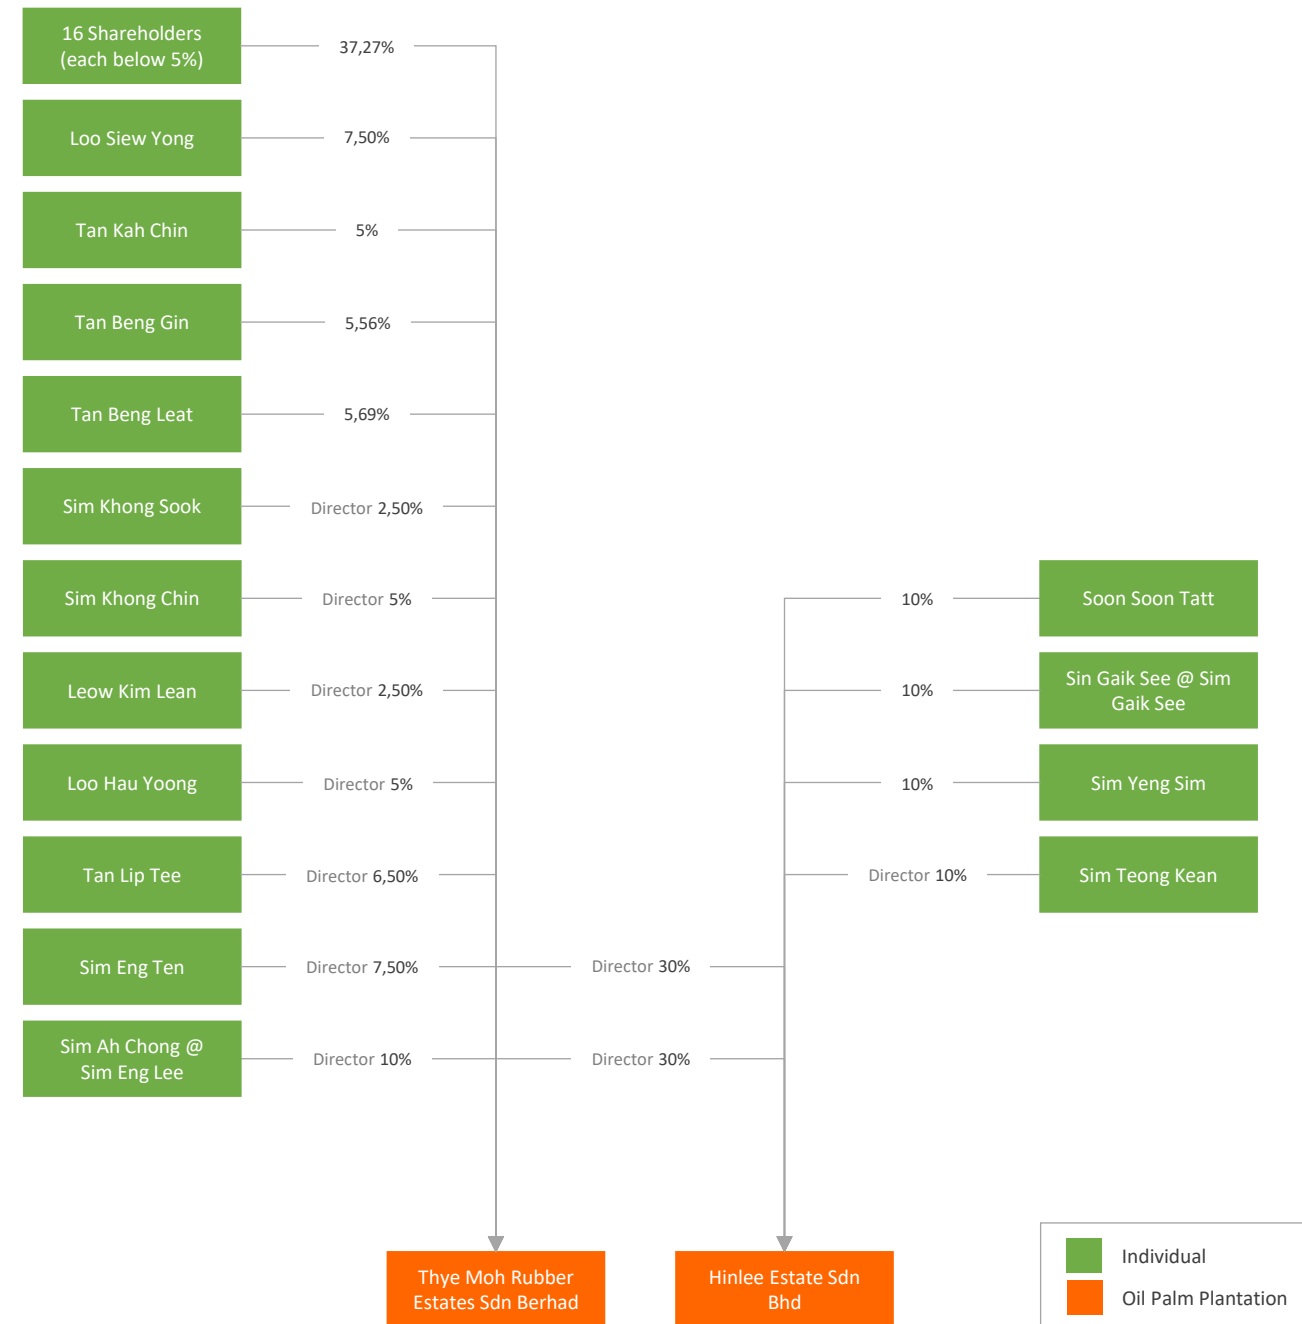 16 Shareholders
(each below 5%)
37,27%
Loo Siew Yong
7,50%
Tan Kah Chin
5%
Tan Beng Gin
5,56%
Tan Beng Leat
5,69%
Sim Khong Sook
Director 2,50%
Sim Khong Chin
Director 5%
10%
Soon Soon Tatt
Leow Kim Lean
Director 2,50%
10%
Sin Gaik See @ Sim
Gaik See
Loo Hau Yoong
Director 5%
10%
Sim Yeng Sim
Tan Lip Tee
Director 6,50%
Director 10%
Sim Teong Kean
Sim Eng Ten
Director 7,50%
Director 30%
Sim Ah Chong @
Sim Eng Lee
Director 10%
Director 30%
Thye Moh Rubber
Estates Sdn Berhad
Hinlee Estate Sdn
Bhd
Individual
Oil Palm Plantation